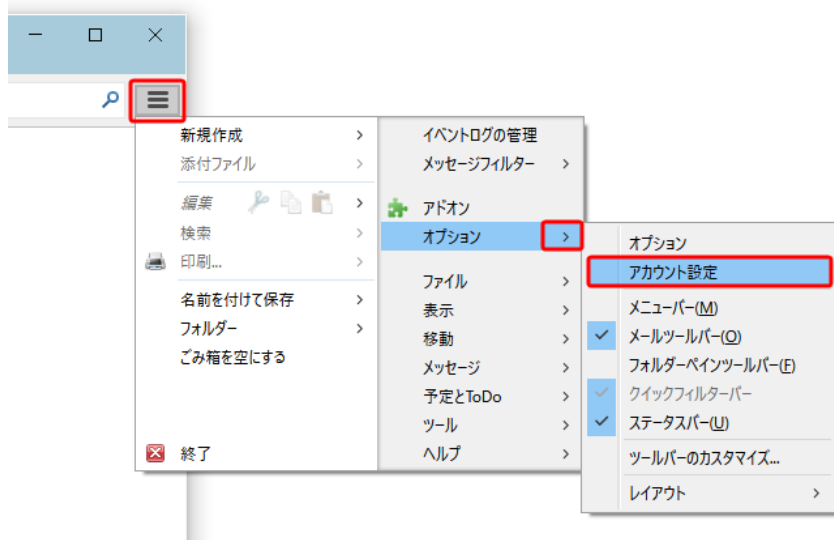 新規作成
添付ファイル
編集
検索
印刷...
名前を付けて保存
フォルダー
ごみ箱を空にする
終了
イベントログの管理
メッセージフィルター
アドオン
オプション
ファイル
表示
移動
メッセージ
予定とToDo
ツール
ヘルプ
オプション
アカウント設定
メニューバー(M)
メールツールバー(O)
フォルダーペインツールバー(F)
クイックフィルターバー
ステータスバー(U)
ツールバーのカスタマイズ...
レイアウト